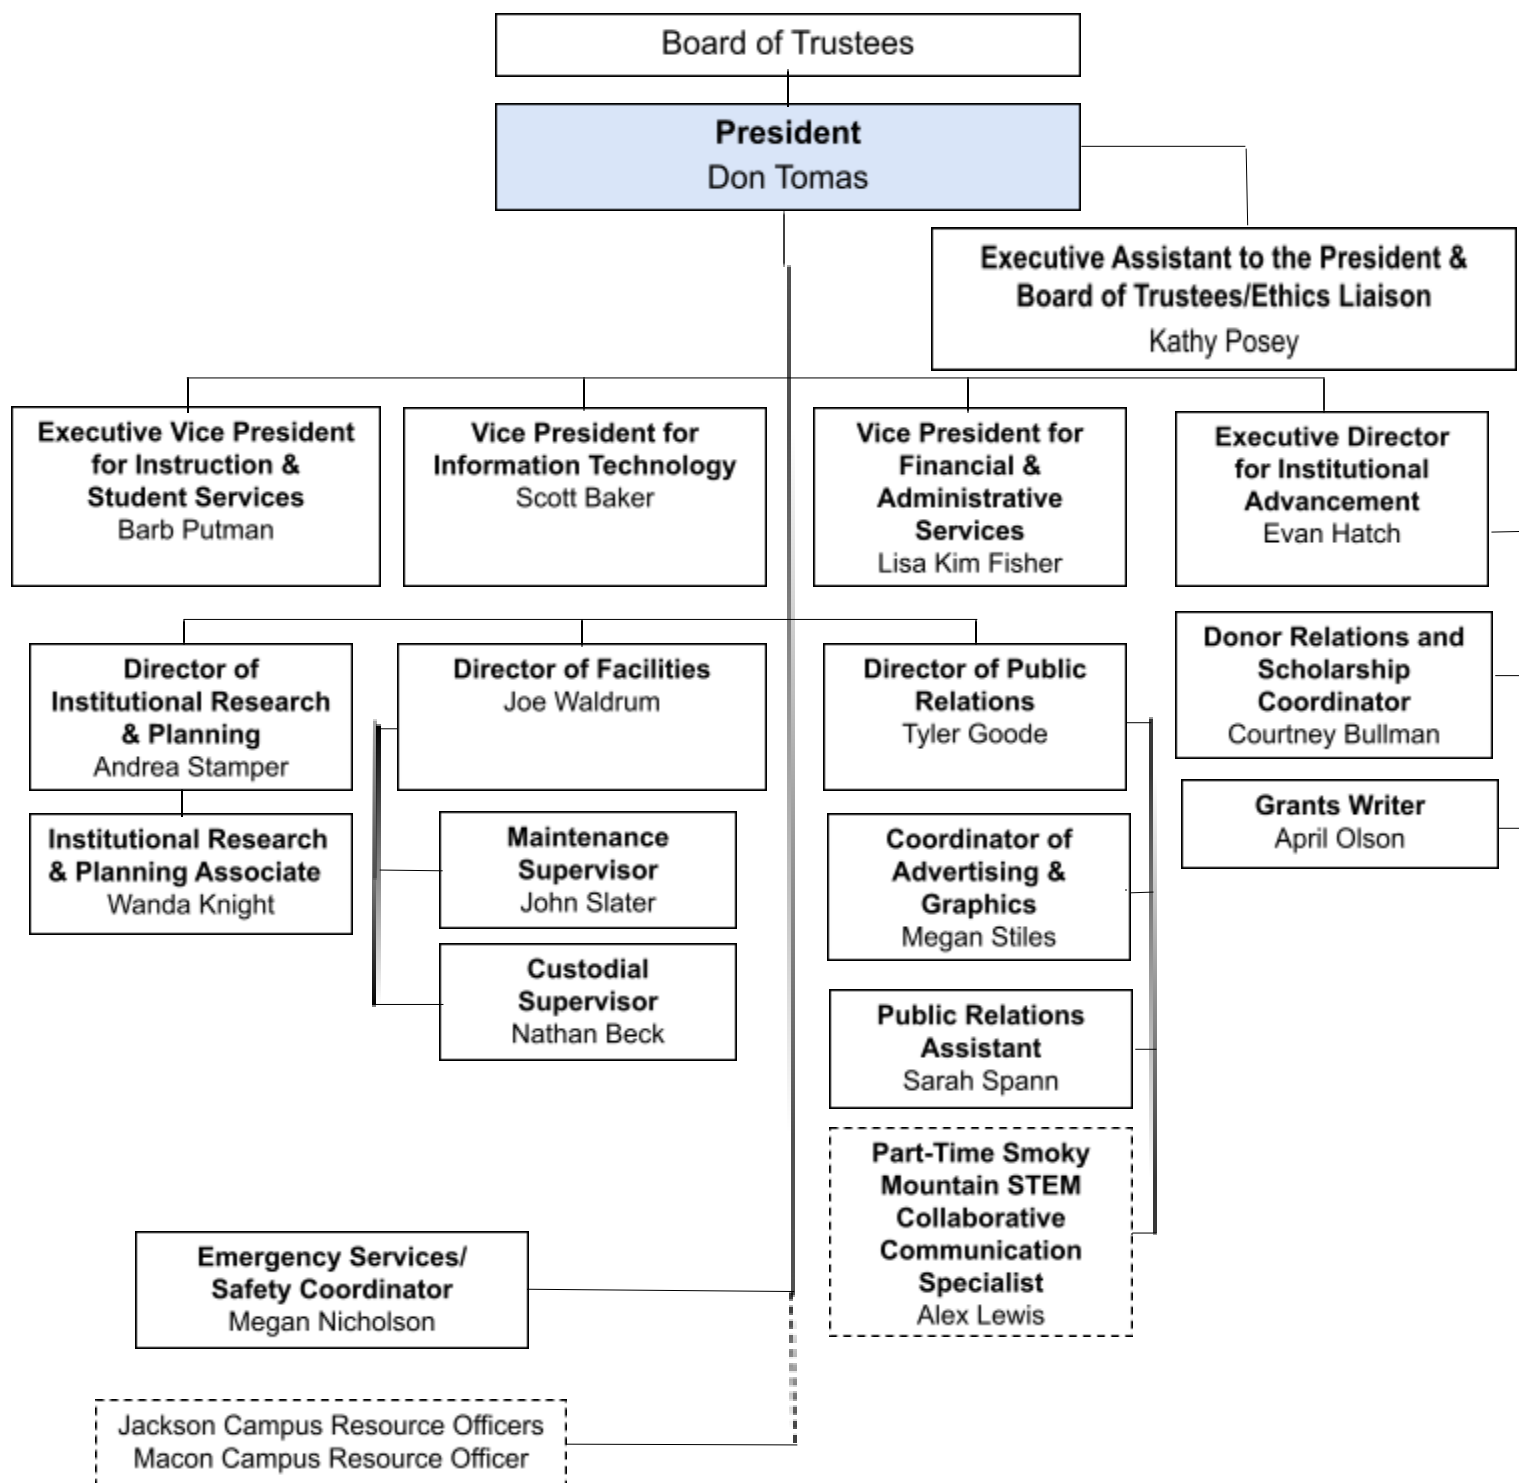 Board of Trustees
President
Don Tomas
Executive Assistant to the President &
Board of Trustees/Ethics Liaison
Kathy Posey
Executive Vice President
for Instruction &
Student Services
Barb Putman
Vice President for
Information Technology
Scott Baker
Vice President for
Financial &
Administrative
Services
Lisa Kim Fisher
Executive Director
for Institutional
Advancement
Evan Hatch
Director of
Institutional Research
& Planning
Andrea Stamper
Director of Facilities
Joe Waldrum
Director of Public
Relations
Tyler Goode
Donor Relations and
Scholarship
Coordinator
Courtney Bullman
Institutional Research
& Planning Associate
Wanda Knight
Maintenance
Supervisor
John Slater
Coordinator of
Advertising &
Graphics
Megan Stiles
Grants Writer
April Olson
Custodial
Supervisor
Nathan Beck
Public Relations
Assistant
Sarah Spann
Part-Time Smoky
Mountain STEM
Collaborative
Communication
Specialist
Alex Lewis
Emergency Services/
Safety Coordinator
Megan Nicholson
Jackson Campus Resource Officers
Macon Campus Resource Officer